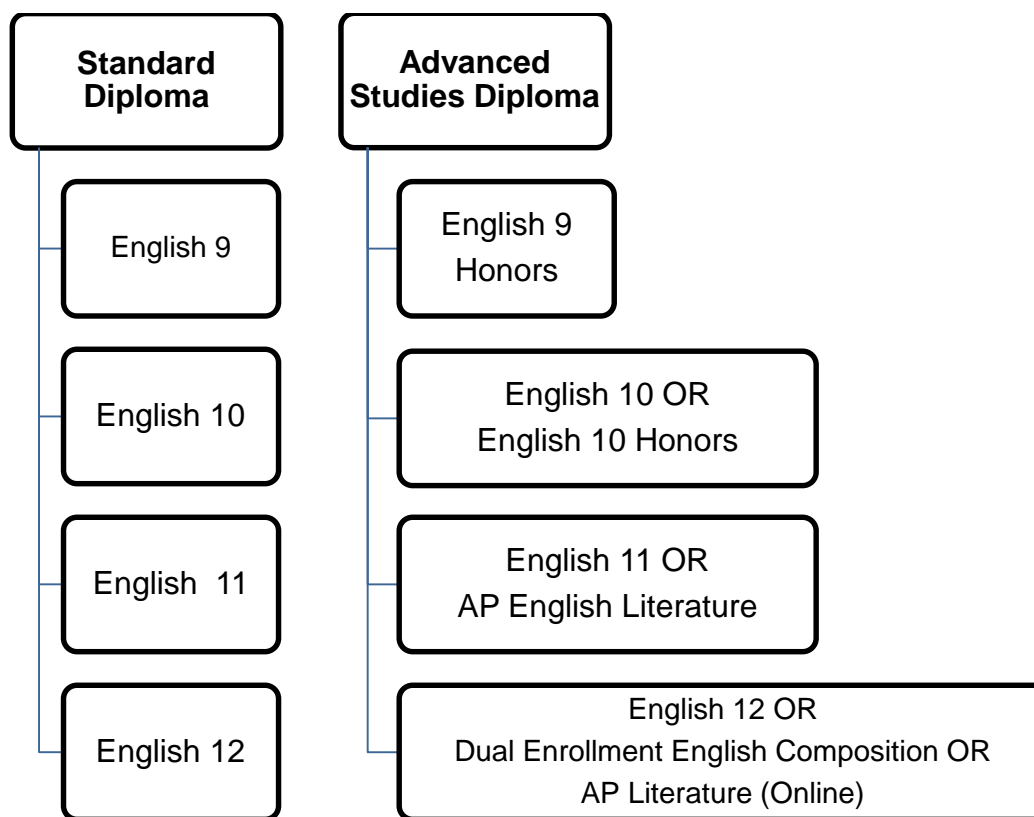 Standard
Diploma
English 9
English 10
English 11
English 12
Advanced
Studies Diploma
English 9
Honors
English 10 OR
English 10 Honors
English 11 OR
AP English Literature
English 12 OR
Dual Enrollment English Composition OR
AP Literature (Online)